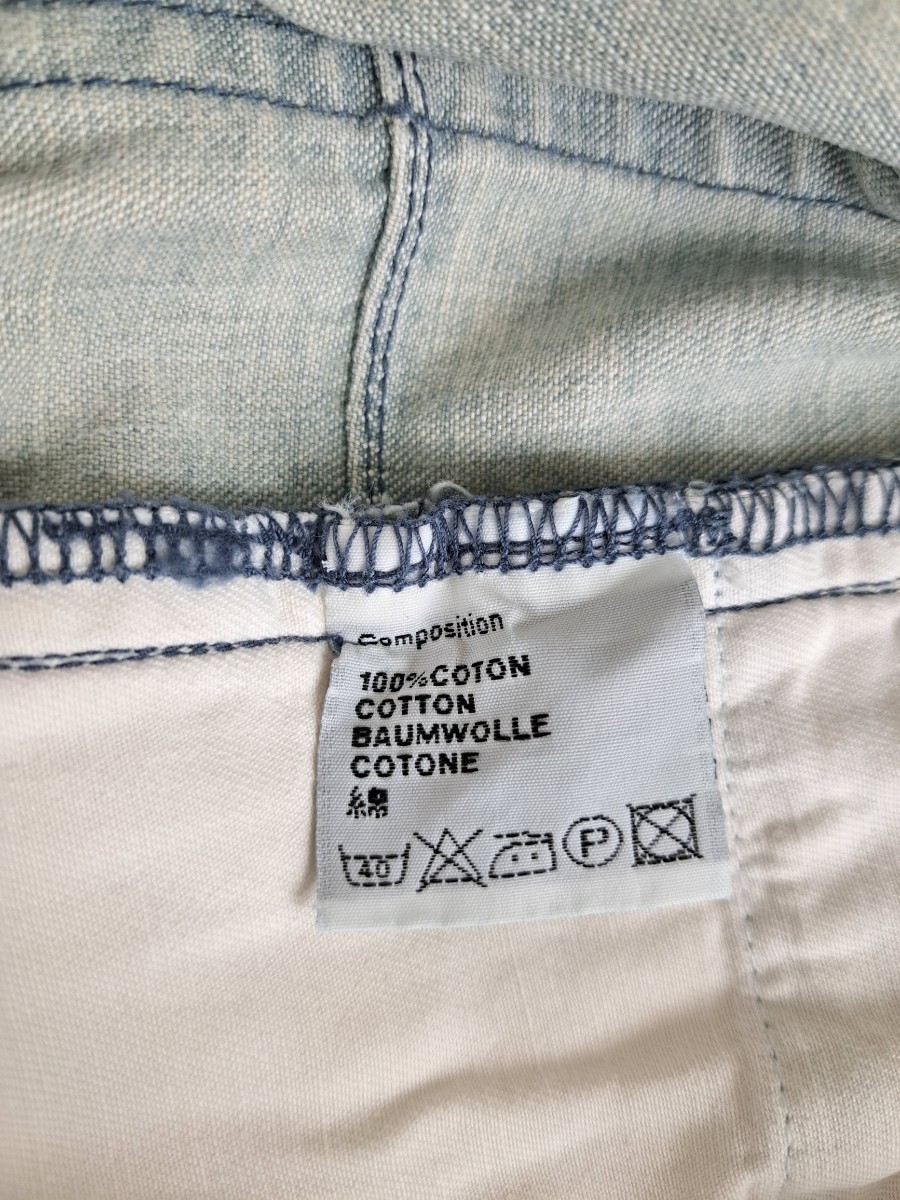 Composition
100%COTON
COTTON
BAUMWOLLE
COTONE
綿
40 P